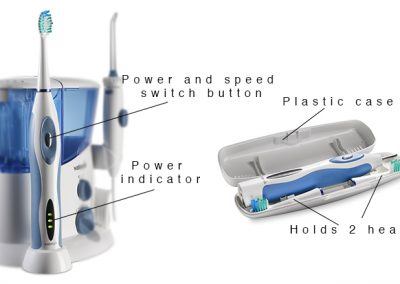 Power and speed
switch button
Plastic case
Power
indicator
Holds 2 hea